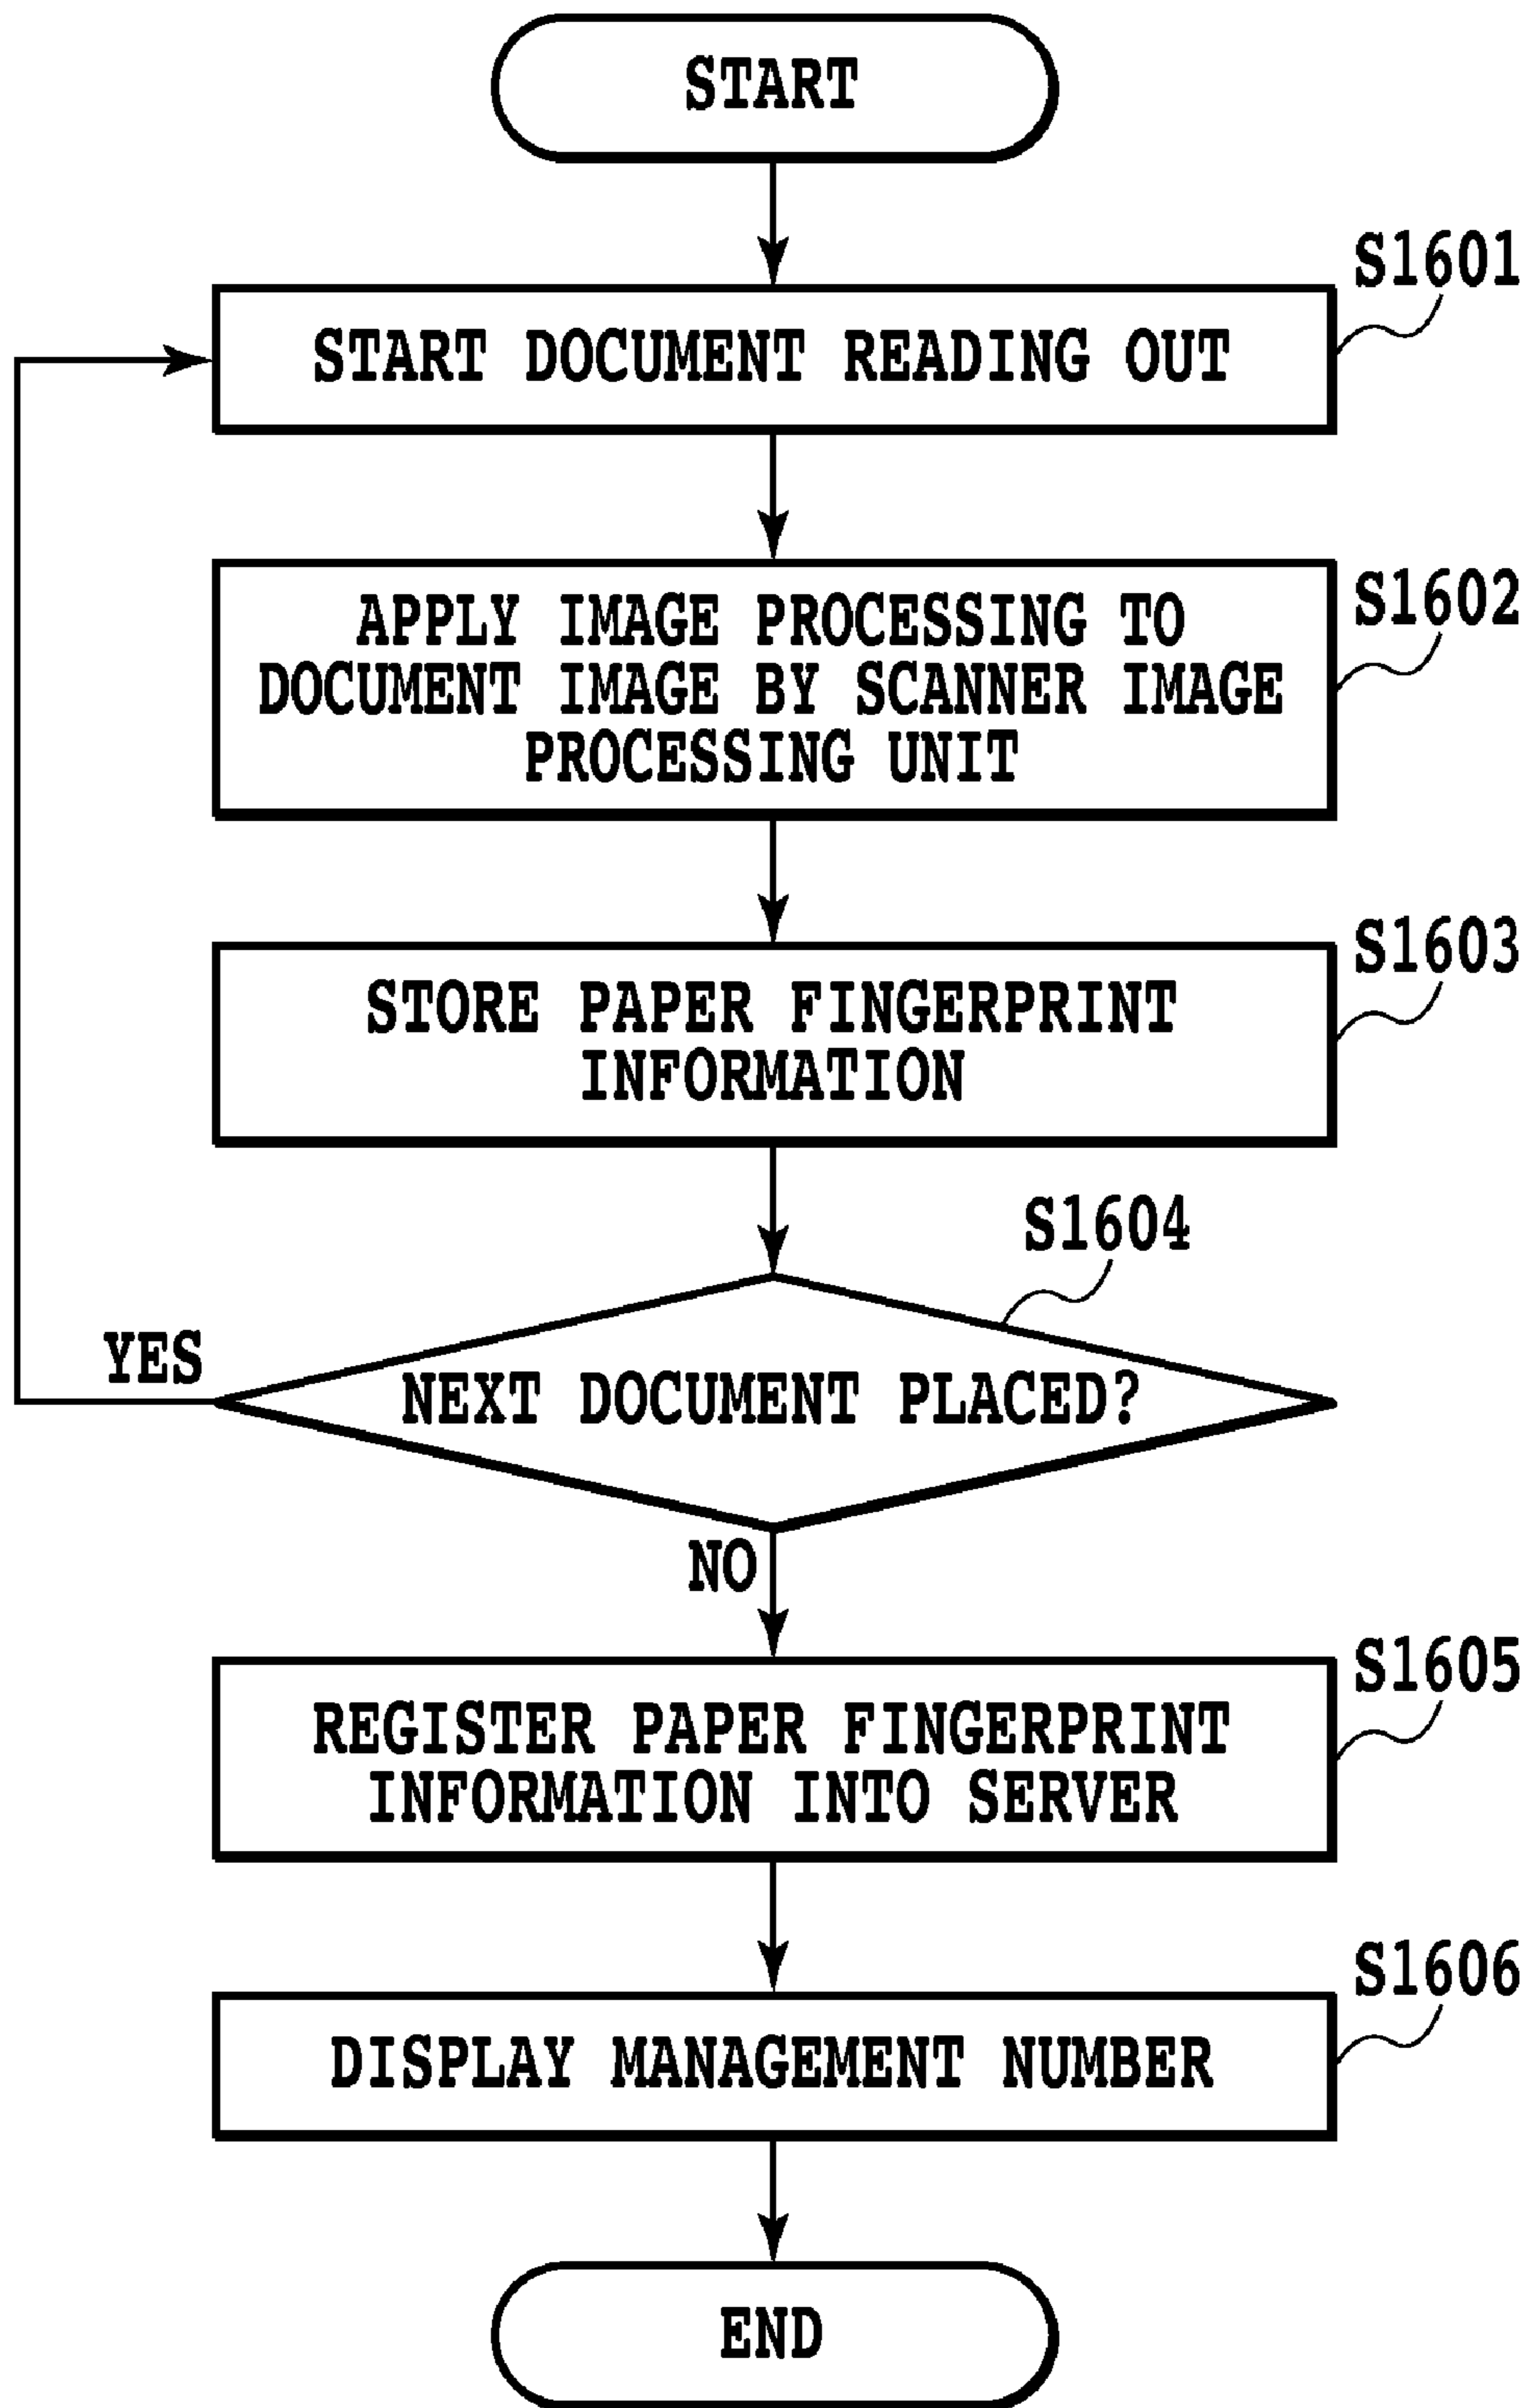 START
S1601
START DOCUMENT READING OUT
S1602
APPLY IMAGE PROCESSING TO
DOCUMENT IMAGE BY SCANNER IMAGE
PROCESSING UNIT
S1603
STORE PAPER FINGERPRINT
INFORMATION
S1604
YES
NEXT DOCUMENT PLACED?
NO
S1605
REGISTER PAPER FINGERPRINT
INFORMATION INTO SERVER
S1606
DISPLAY MANAGEMENT NUMBER
END